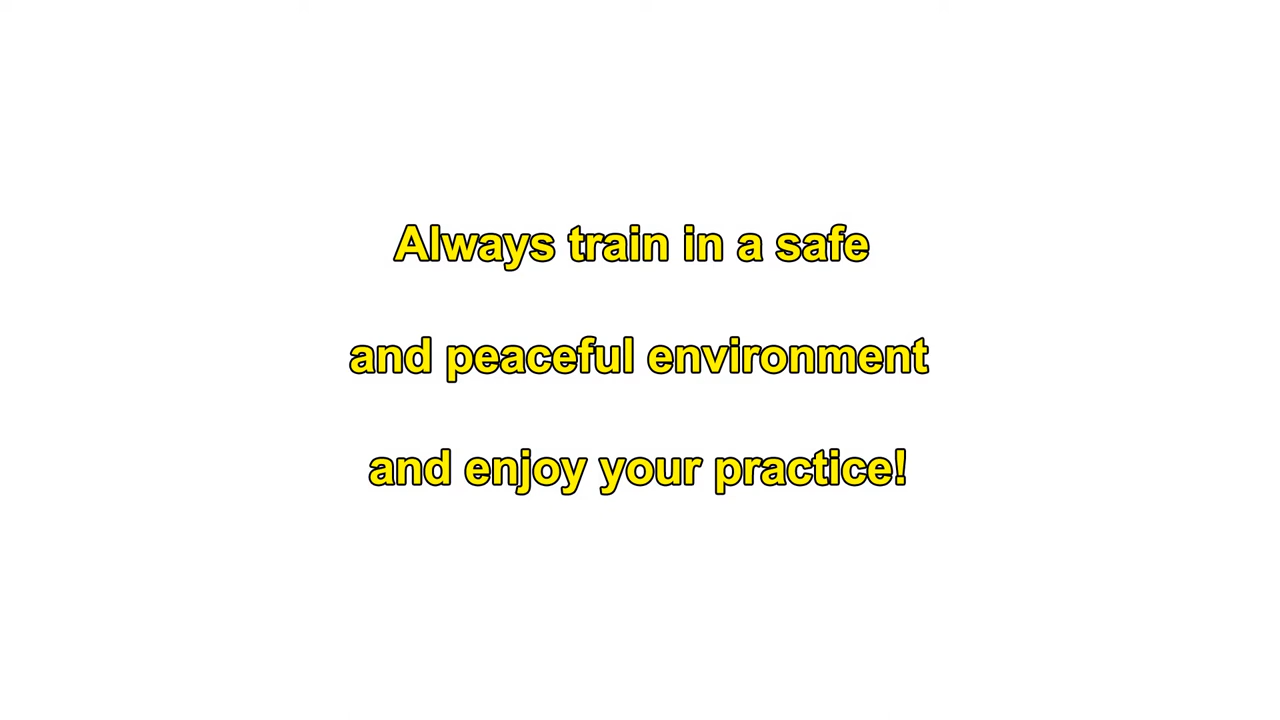 Always train in a safe
and peaceful environment
and enjoy your practice!